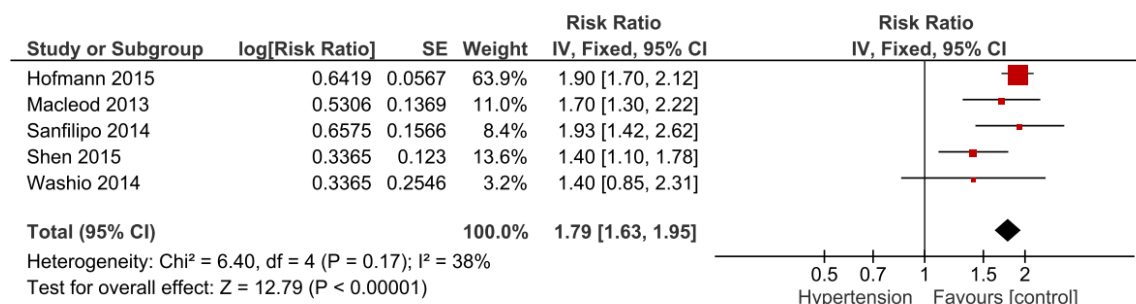 Risk Ratio Risk Ratio
Study or Subgroup log[Risk Ratio] SE Weight IV, Fixed, 95% CI IV, Fixed, 95% CI
Hofmann 2015 0.6419 0.0567 63.9% 1.90 [1.70, 2.12]
Macleod 2013 0.5306 0.1369 11.0% 1.70 [1.30, 2.22]
Sanfilipo 2014 0.6575 0.1566 8.4% 1.93 [1.42, 2.62]
Shen 2015 0.3365 0.123 13.6% 1.40 [1.10, 1.78]
Washio 2014 0.3365 0.2546 3.2% 1.40 [0.85, 2.31]
Total (95% CI) 100.0% 1.79 [1.63, 1.95]
Heterogeneity: Chi² = 6.40, df = 4 (P = 0.17); I² = 38%
Test for overall effect: Z = 12.79 (P < 0.00001)
0.5 0.7 1 1.5 2
Hypertension Favours [control]